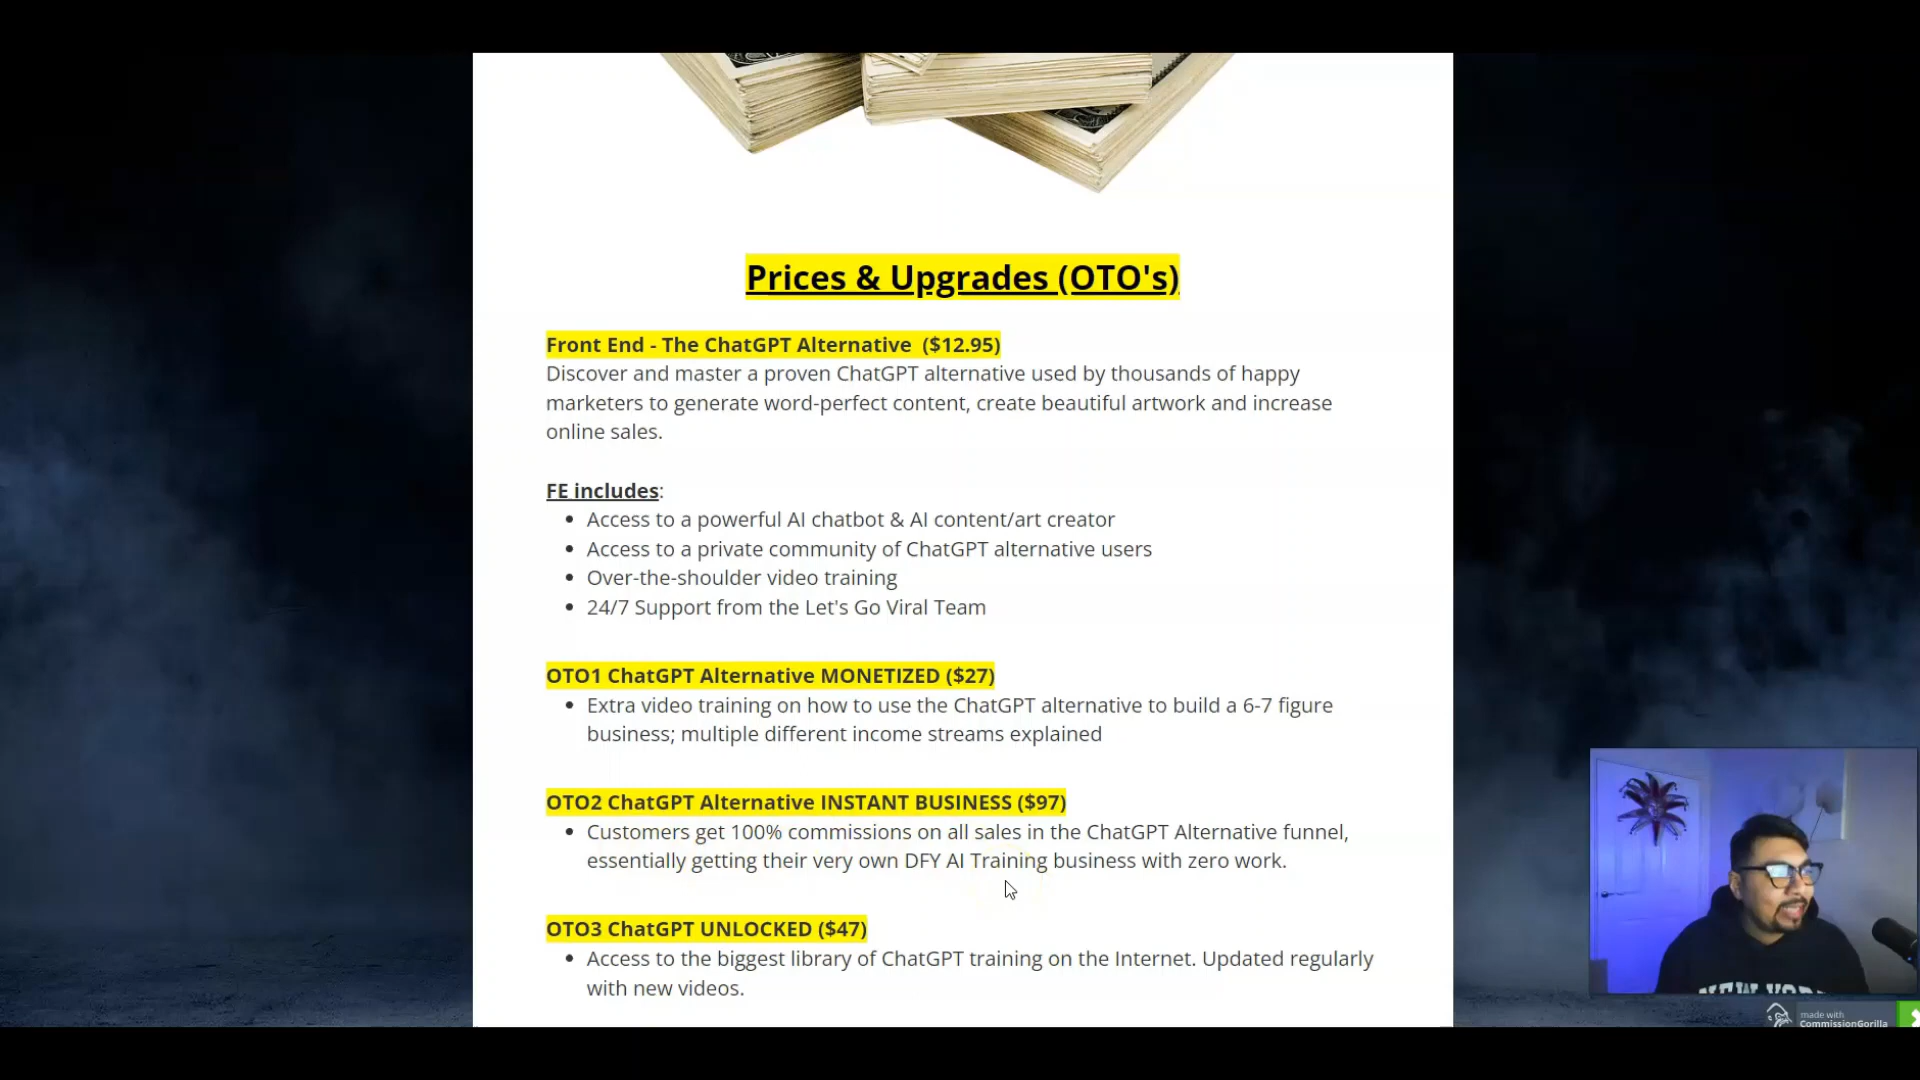 Prices & Upgrades (OTO's)
Front End - The ChatGPT Alternative ($12.95)
Discover and master a proven ChatGPT alternative used by thousands of happy
marketers to generate word-perfect content, create beautiful artwork and increase
online sales.
FE includes:
• Access to a powerful AI chatbot & AI content/art creator
• Access to a private community of ChatGPT alternative users
• Over-the-shoulder video training
• 24/7 Support from the Let's Go Viral Team
OTO1 ChatGPT Alternative MONETIZED ($27)
• Extra video training on how to use the ChatGPT alternative to build a 6-7 figure
business; multiple different income streams explained
OTO2 ChatGPT Alternative INSTANT BUSINESS ($97)
• Customers get 100% commissions on all sales in the ChatGPT Alternative funnel,
essentially getting their very own DFY AI Training business with zero work.
OTO3 ChatGPT UNLOCKED ($47)
• Access to the biggest library of ChatGPT training on the Internet. Updated regularly
with new videos.
NEW YORK
made with
CommissionGorilla